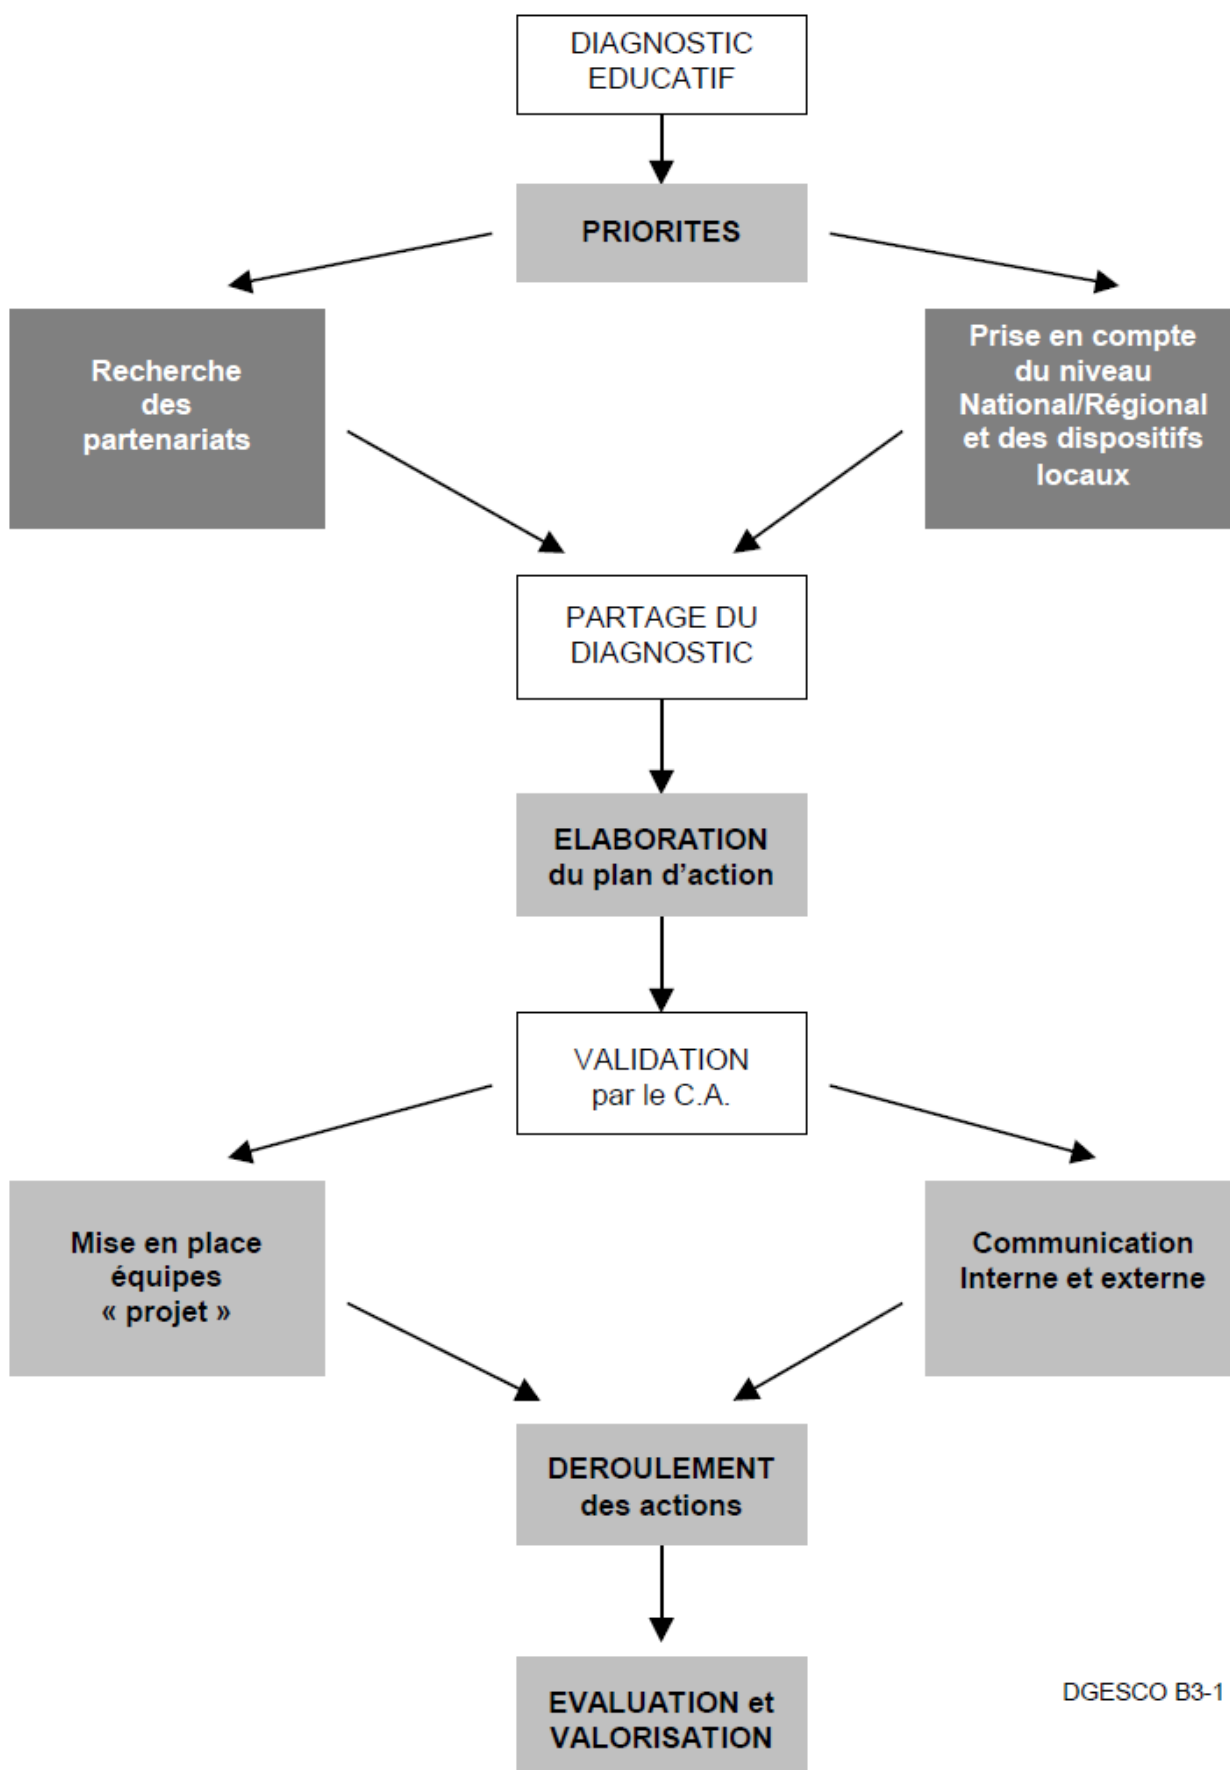 DIAGNOSTIC
EDUCATIF
PRIORITES
Recherche
des
partenariats
Prise en compte
du niveau
National/Régional
et des dispositifs
locaux
PARTAGE DU
DIAGNOSTIC
ELABORATION
du plan d’action
VALIDATION
par le C.A.
Mise en place
équipes
« projet »
Communication
Interne et externe
DEROULEMENT
des actions
EVALUATION et
VALORISATION
DGESCO B3-1